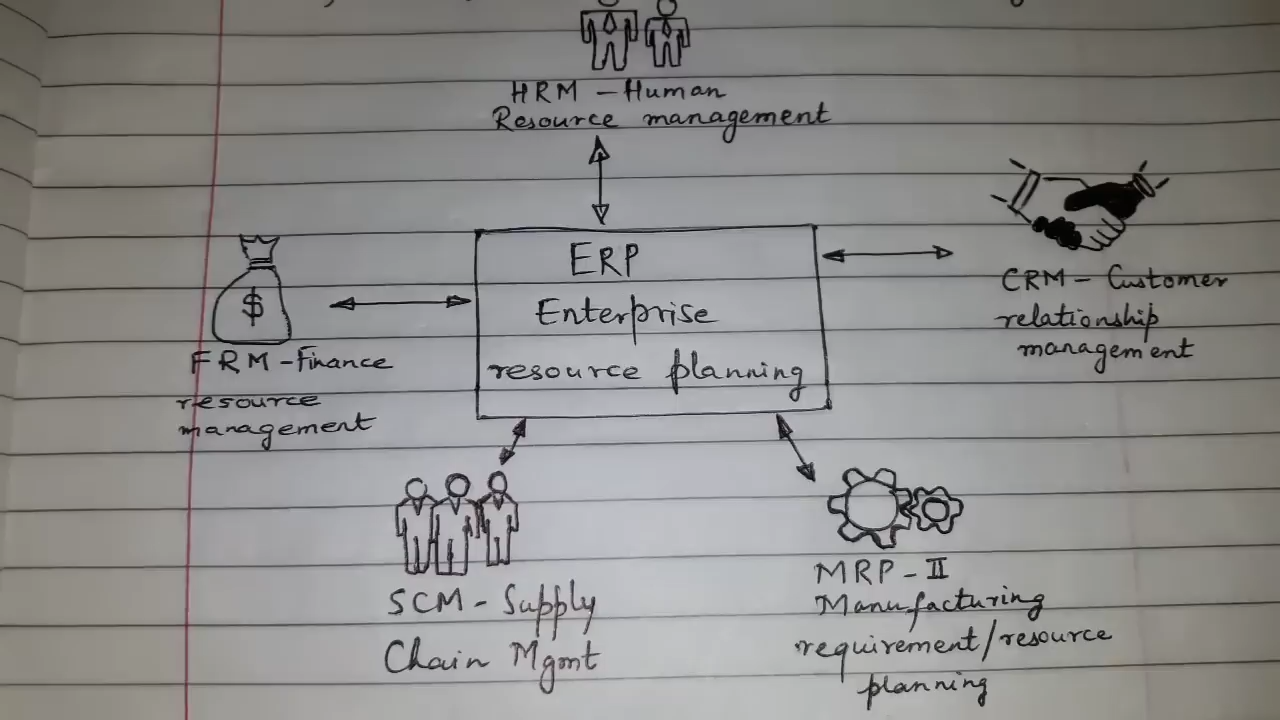 HRM - Human
Resource management
ERP
Enterprise
resource planning
CRM - Customer
relationship
management
$
FRM - Finance
resource
management
SCM - Supply
Chain Mgmt
MRP - II
Manufacturing
requirement/resource
planning